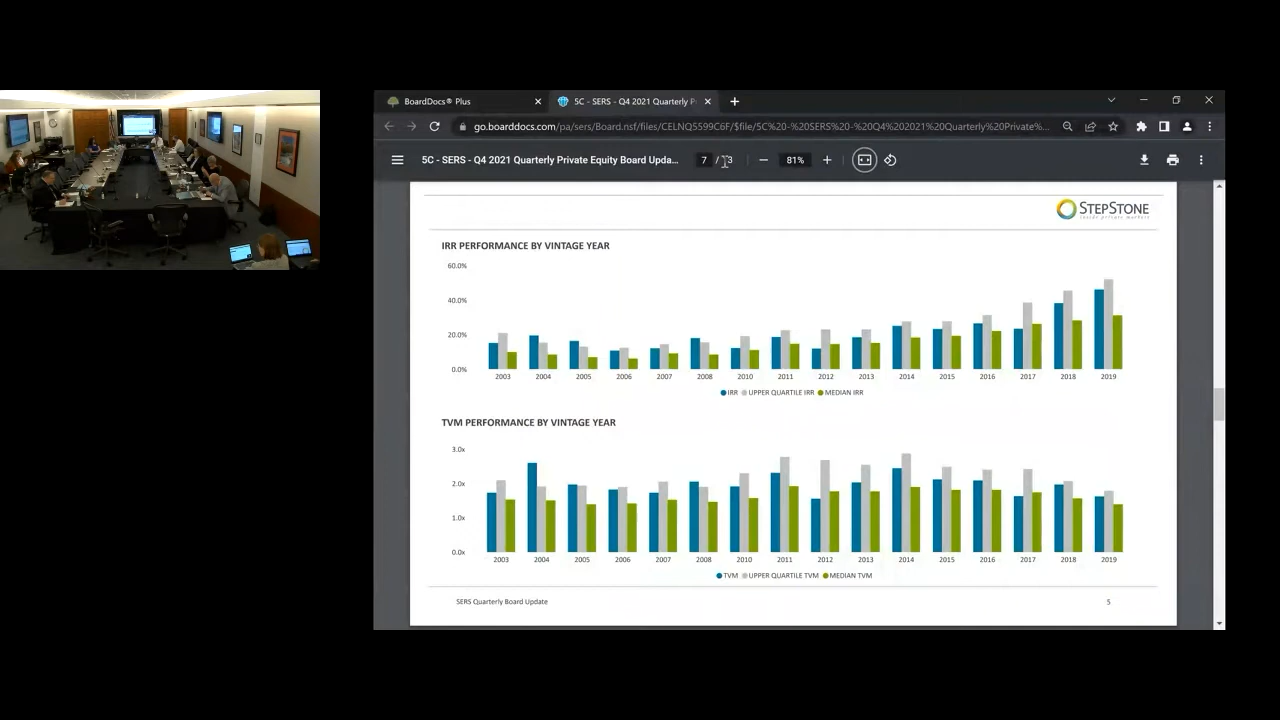 BoardDocs® Plus
5C - SERS - Q4 2021 Quarterly P
go.boarddocs.com/pa/sers/Board.nsf/files/CELNQ5599C6F/$file/5C%20-%20SERS%20-%20Q4%202021%20Quarterly%20Private%...
5C - SERS - Q4 2021 Quarterly Private Equity Board Upda...
7 /
81%
STEPSTONE
IRR PERFORMANCE BY VINTAGE YEAR
60.0%
40.0%
20.0%
0.0%
2003 2004 2005 2006 2007 2008 2010 2011 2012 2013 2014 2015 2016 2017 2018 2019
IRR UPPER QUARTILE IRR MEDIAN IRR
TVM PERFORMANCE BY VINTAGE YEAR
3.0x
2.0x
1.0x
0.0x
2003 2004 2005 2006 2007 2008 2010 2011 2012 2013 2014 2015 2016 2017 2018 2019
TVM UPPER QUARTILE TVM MEDIAN TVM
SERS Quarterly Board Update
5